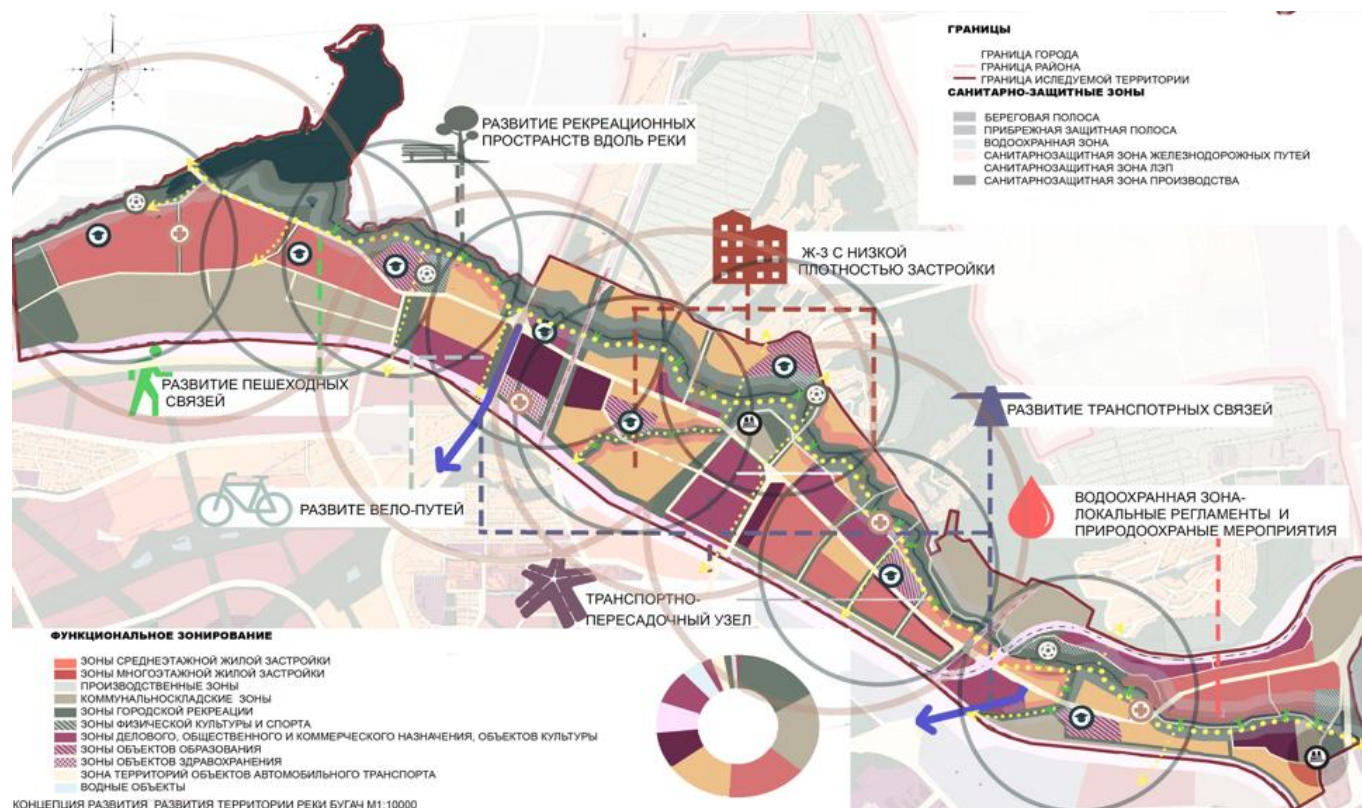 ГРАНИЦЫ
ГРАНИЦА ГОРОДА
ГРАНИЦА РАЙОНА
ГРАНИЦА ИСЛЕДУЕМОЙ ТЕРРИТОРИИ
САНИТАРНО-ЗАЩИТНЫЕ ЗОНЫ
БЕРЕГОВАЯ ПОЛОСА
ПРИБРЕЖНАЯ ЗАЩИТНАЯ ПОЛОСА
ВОДООХРАННАЯ ЗОНА
САНИТАРНОЗАЩИТНАЯ ЗОНА ЖЕЛЕЗНОДОРОЖНЫХ ПУТЕЙ
САНИТАРНОЗАЩИТНАЯ ЗОНА ЛЭП
САНИТАРНОЗАЩИТНАЯ ЗОНА ПРОИЗВОДСТВА
РАЗВИТИЕ РЕКРЕАЦИОННЫХ
ПРОСТРАНСТВ ВДОЛЬ РЕКИ
Ж-3 С НИЗКОЙ
ПЛОТНОСТЬЮ ЗАСТРОЙКИ
РАЗВИТИЕ ПЕШЕХОДНЫХ
СВЯЗЕЙ
РАЗВИТИЕ ТРАНСПОТРНЫХ СВЯЗЕЙ
РАЗВИТЕ ВЕЛО-ПУТЕЙ
ВОДООХРАННАЯ ЗОНА-
ЛОКАЛЬНЫЕ РЕГЛАМЕНТЫ И
ПРИРОДООХРАНЫЕ МЕРОПРИЯТИЯ
ТРАНСПОРТНО-
ПЕРЕСАДОЧНЫЙ УЗЕЛ
ФУНКЦИОНАЛЬНОЕ ЗОНИРОВАНИЕ
ЗОНЫ СРЕДНЕЭТАЖНОЙ ЖИЛОЙ ЗАСТРОЙКИ
ЗОНЫ МНОГОЭТАЖНОЙ ЖИЛОЙ ЗАСТРОЙКИ
ПРОИЗВОДСТВЕННЫЕ ЗОНЫ
КОММУНАЛЬНОСКЛАДСКИЕ ЗОНЫ
ЗОНЫ ГОРОДСКОЙ РЕКРЕАЦИИ
ЗОНЫ ФИЗИЧЕСКОЙ КУЛЬТУРЫ И СПОРТА
ЗОНЫ ДЕЛОВОГО, ОБЩЕСТВЕННОГО И КОММЕРЧЕСКОГО НАЗНАЧЕНИЯ, ОБЪЕКТОВ КУЛЬТУРЫ
ЗОНЫ ОБЪЕКТОВ ОБРАЗОВАНИЯ
ЗОНЫ ОБЪЕКТОВ ЗДРАВОХРАНЕНИЯ
ЗОНА ТЕРРИТОРИЙ ОБЪЕКТОВ АВТОМОБИЛЬНОГО ТРАНСПОРТА
ВОДНЫЕ ОБЪЕКТЫ
КОНЦЕПЦИЯ РАЗВИТИЯ РАЗВИТИЯ ТЕРРИТОРИИ РЕКИ БУГАЧ М1:10000